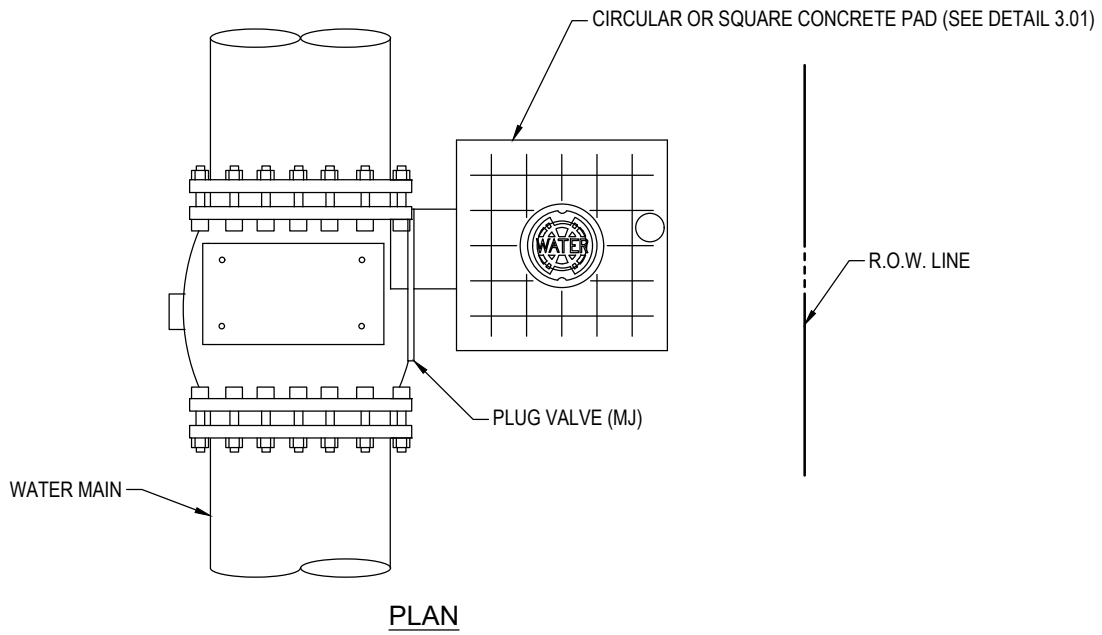 CIRCULAR OR SQUARE CONCRETE PAD (SEE DETAIL 3.01)
WATER
R.O.W. LINE
PLUG VALVE (MJ)
WATER MAIN
PLAN